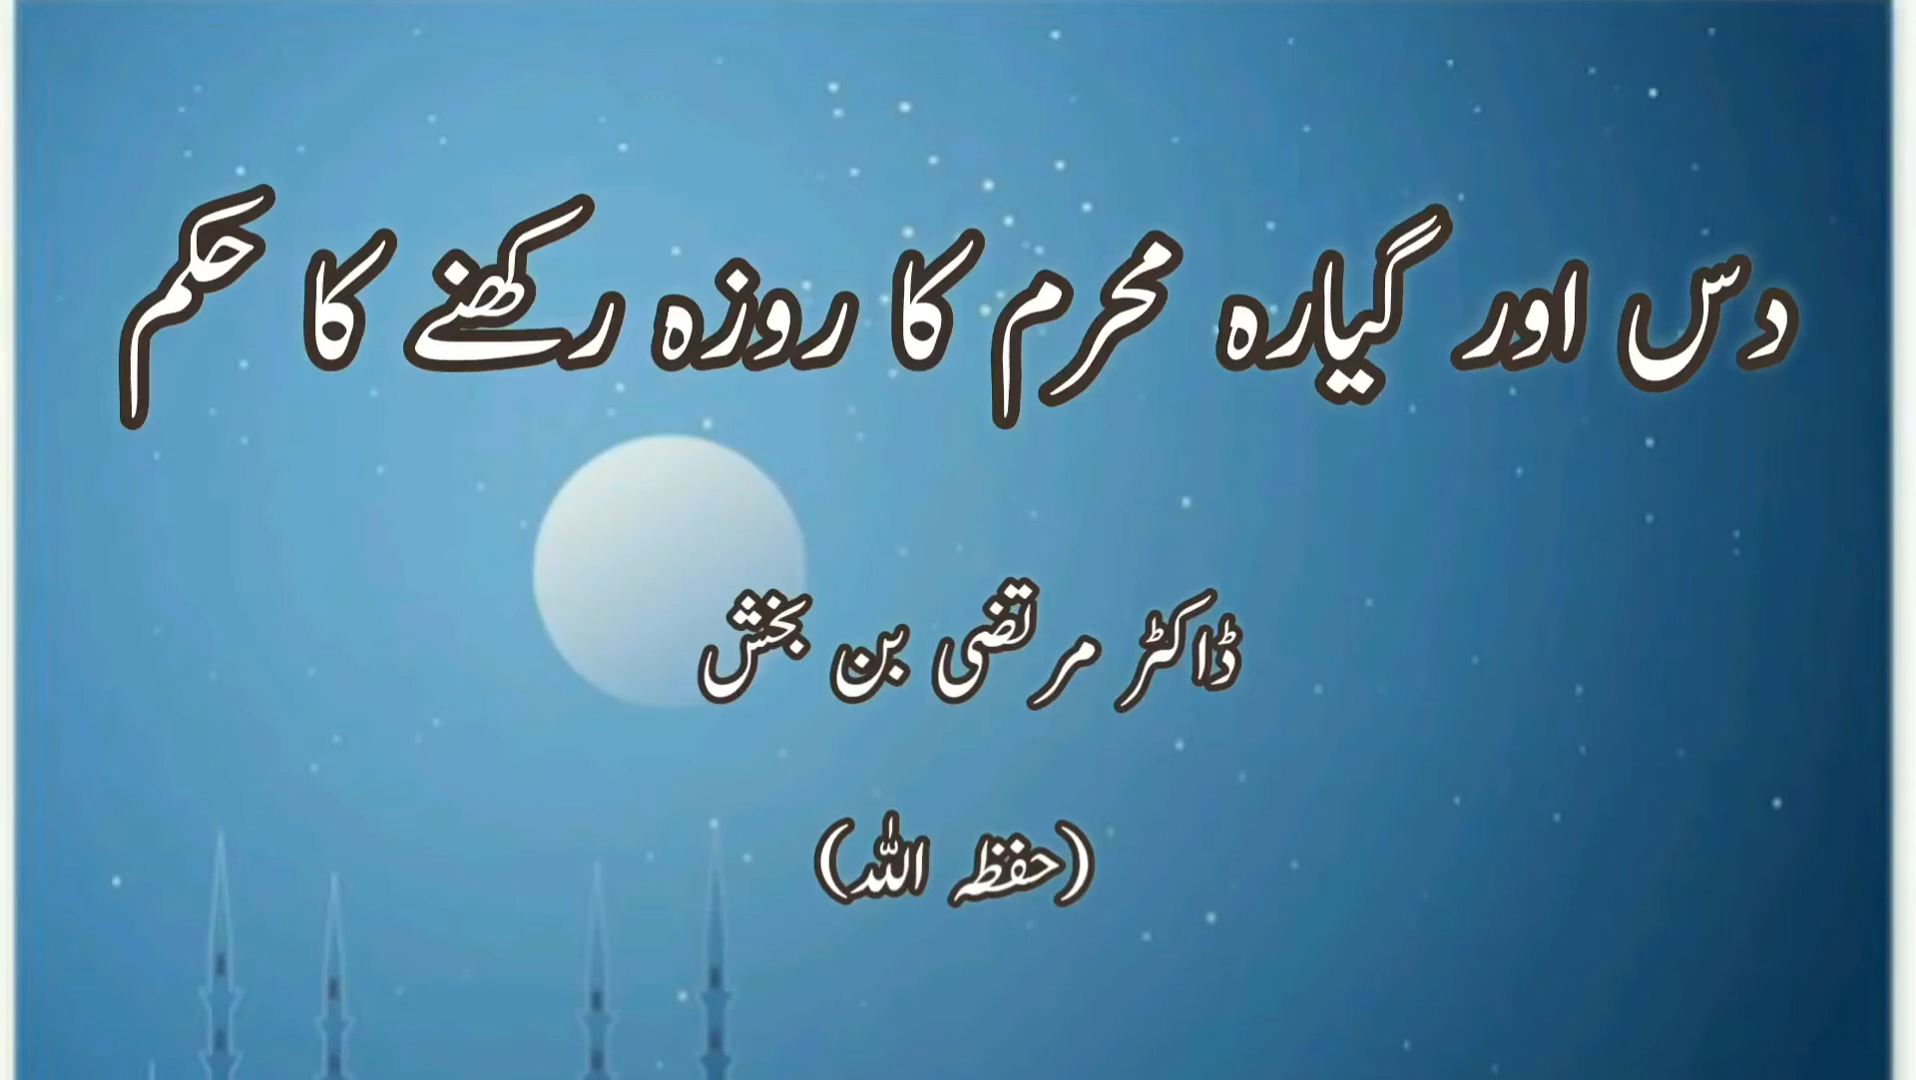 دس اور گیارہ محرم کا روزہ رکھنے کا حکم
ڈاکٹر مرتضی بن بخش
(حفظہ اللہ)